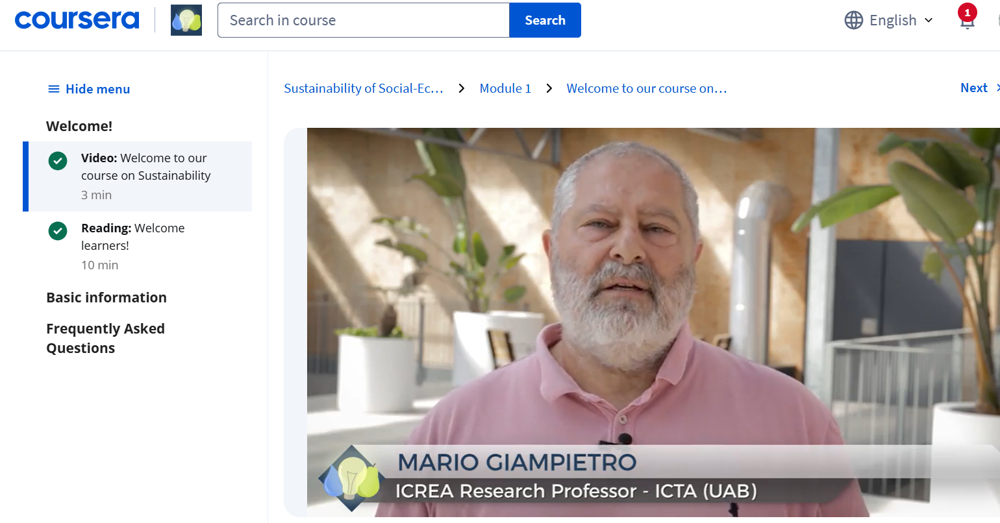 coursera
Search in course
Search
English
1
Hide menu
Sustainability of Social-Ec...
Module 1
Welcome to our course on...
Next
Welcome!
Video: Welcome to our
course on Sustainability
3 min
Reading: Welcome
learners!
10 min
Basic information
Frequently Asked
Questions
MARIO GIAMPIETRO
ICREA Research Professor - ICTA (UAB)